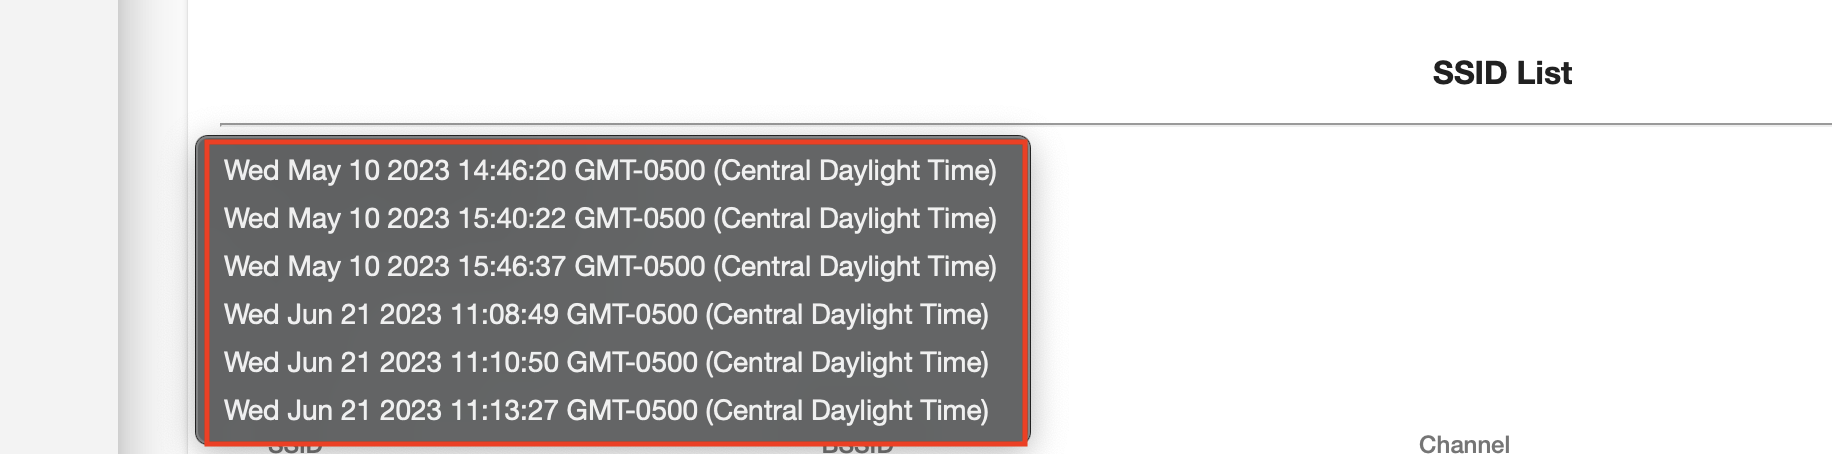 SSID List
Wed May 10 2023 14:46:20 GMT-0500 (Central Daylight Time)
Wed May 10 2023 15:40:22 GMT-0500 (Central Daylight Time)
Wed May 10 2023 15:46:37 GMT-0500 (Central Daylight Time)
Wed Jun 21 2023 11:08:49 GMT-0500 (Central Daylight Time)
Wed Jun 21 2023 11:10:50 GMT-0500 (Central Daylight Time)
Wed Jun 21 2023 11:13:27 GMT-0500 (Central Daylight Time)
SSID BSSID Channel